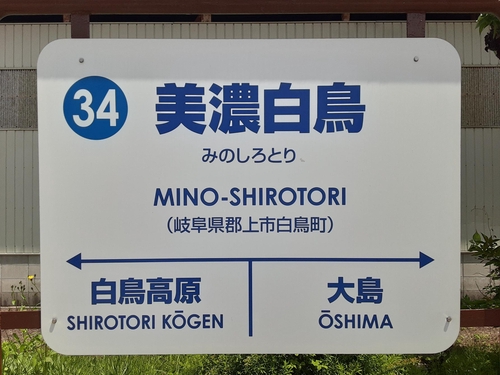 34 美濃白鳥
みのしろとり
MINO-SHIROTORI
(岐阜県郡上市白鳥町)
白鳥高原 大島
SHIROTORI KŌGEN ŌSHIMA